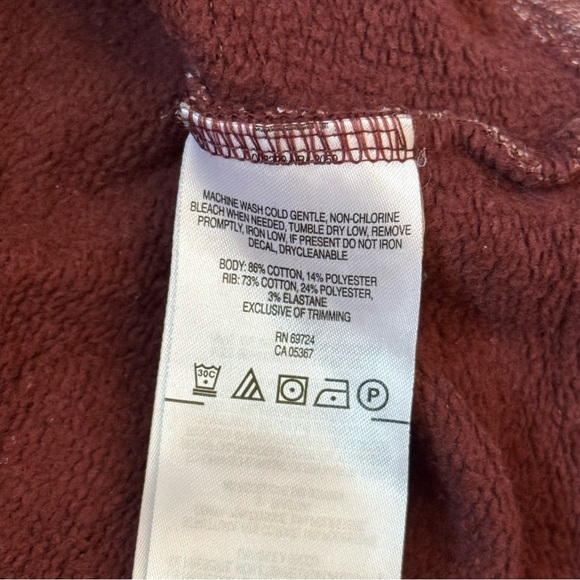 MACHINE WASH COLD GENTLE, NON-CHLORINE
BLEACH WHEN NEEDED, TUMBLE DRY LOW, REMOVE
PROMPTLY, IRON LOW, IF PRESENT DO NOT IRON
DECAL, DRYCLEANABLE
BODY: 86% COTTON, 14% POLYESTER
RIB: 73% COTTON, 24% POLYESTER,
3% ELASTANE
EXCLUSIVE OF TRIMMING
RN 69724
CA 05367
30C P